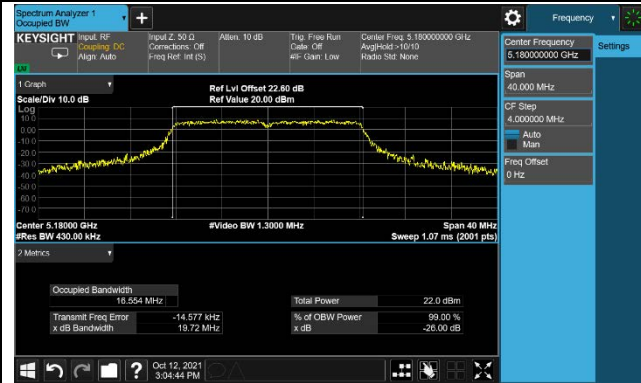 Spectrum Analyzer 1
Occupied BW
Frequency
KEYSIGHT
Input: RF
Coupling: DC
Align: Auto
Input Z: 50 Ω
Corrections: Off
Freq Ref: Int (S)
Atten: 10 dB
Trig: Free Run
Gate: Off
#IF Gain: Low
Center Freq: 5.180000000 GHz
Avg|Hold:>10/10
Radio Std: None
Center Frequency
5.180000000 GHz
Settings
Span
40.000 MHz
CF Step
4.000000 MHz
Auto
Man
Freq Offset
0 Hz
1 Graph
Scale/Div 10.0 dB
Ref Lvl Offset 22.60 dB
Ref Value 20.00 dBm
Log
10.0
0.00
-10.0
-20.0
-30.0
-40.0
-50.0
-60.0
-70.0
Center 5.18000 GHz
#Res BW 430.00 kHz
#Video BW 1.3000 MHz
Span 40 MHz
Sweep 1.07 ms (2001 pts)
2 Metrics
Occupied Bandwidth
16.554 MHz
Total Power 22.0 dBm
Transmit Freq Error -14.577 kHz
% of OBW Power 99.00 %
x dB Bandwidth 19.72 MHz
x dB -26.00 dB
?
Oct 12, 2021
3:04:44 PM